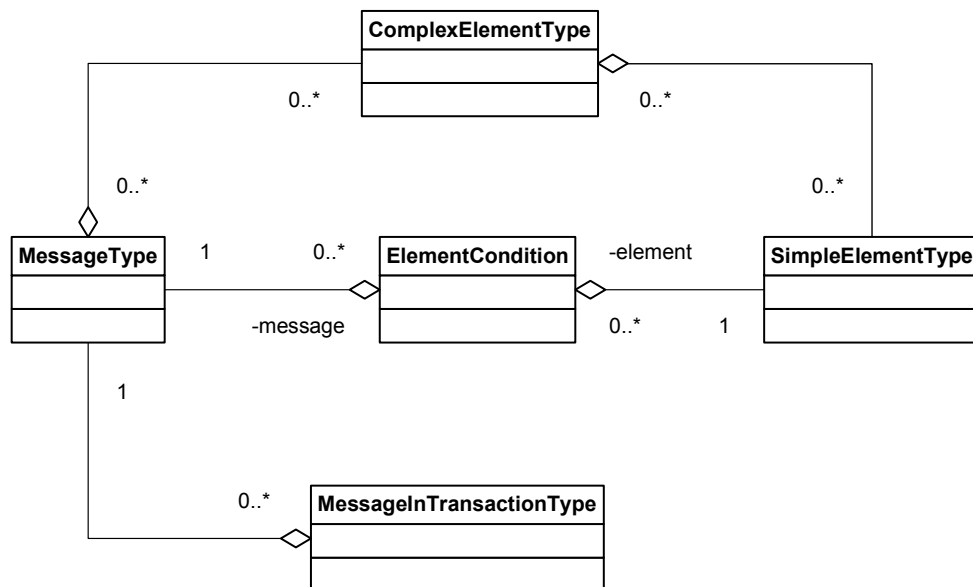 ComplexElementType
0..*
0..*
0..*
0..*
MessageType
1
0..*
ElementCondition
-element
SimpleElementType
-message
0..*
1
1
0..*
MessageInTransactionType